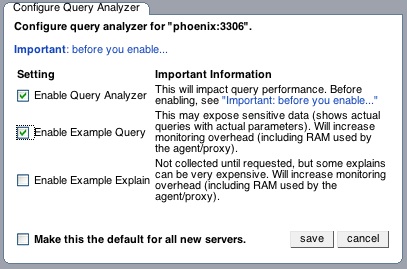 Configure Query Analyzer
Configure query analyzer for "phoenix:3306".
Important: before you enable...
Setting
Important Information
Enable Query Analyzer
This will impact query performance. Before
enabling, see "Important: before you enable..."
Enable Example Query
This may expose sensitive data (shows actual
queries with actual parameters). Will increase
monitoring overhead (including RAM used by
the agent/proxy).
Enable Example Explain
Not collected until requested, but some explains
can be very expensive. Will increase monitoring
overhead (including RAM used by the
agent/proxy).
Make this the default for all new servers.
save
cancel